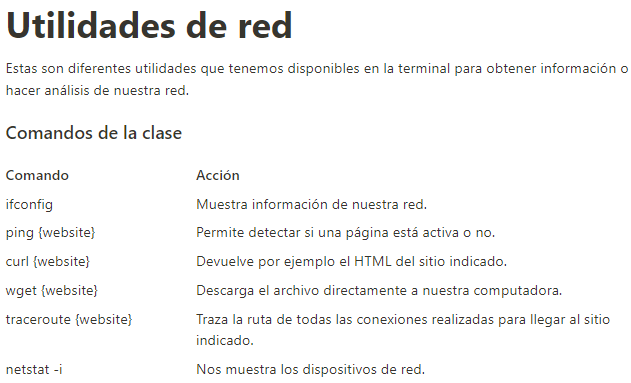 Utilidades de red
Estas son diferentes utilidades que tenemos disponibles en la terminal para obtener información o
hacer análisis de nuestra red.
Comandos de la clase
Comando Acción
ifconfig Muestra información de nuestra red.
ping {website} Permite detectar si una página está activa o no.
curl {website} Devuelve por ejemplo el HTML del sitio indicado.
wget {website} Descarga el archivo directamente a nuestra computadora.
traceroute {website} Traza la ruta de todas las conexiones realizadas para llegar al sitio
indicado.
netstat -i Nos muestra los dispositivos de red.